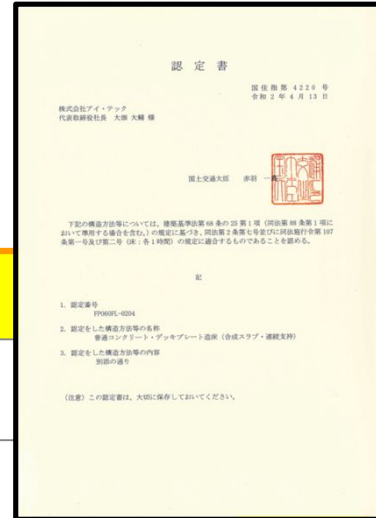 認定書
国住指第4220号
令和2年4月13日
株式会社アイ・テック
代表取締役社長 大畑 大輔 様
国土交通大臣 赤羽 一嘉
下記の構造方法等については、建築基準法第68条の25第1項（同法第88条第1項に
おいて準用する場合を含む。）の規定に基づき、同法第2条第七号並びに同法施行令第107
条第一号及び第二号（床：各1時間）の規定に適合するものであることを認める。
記
1. 認定番号
FP060FL-0204
2. 認定をした構造方法等の名称
普通コンクリート・デッキプレート造床（合成スラブ・連続支持）
3. 認定をした構造方法等の内容
別添の通り
（注意）この認定書は、大切に保存しておいてください。